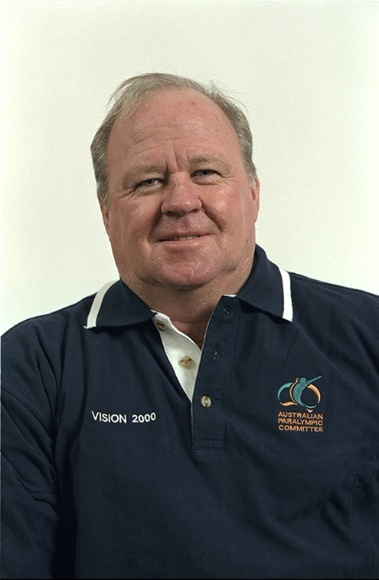 VISION 2000
AUSTRALIAN
PARALYMPIC
COMMITTEE